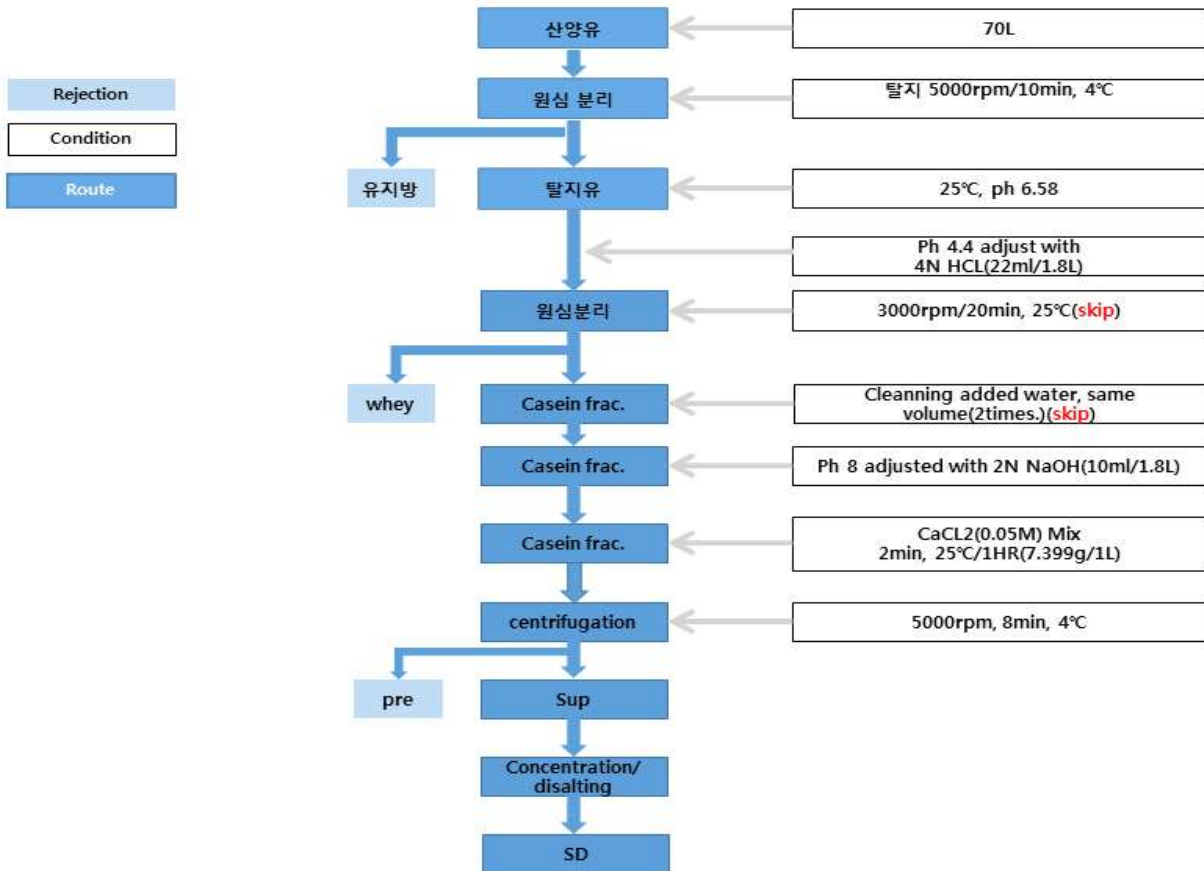 산양유
70L
Rejection
원심 분리
탈지 5000rpm/10min, 4℃
Condition
Route
유지방
탈지유
25℃, ph 6.58
Ph 4.4 adjust with
4N HCL(22ml/1.8L)
원심분리
3000rpm/20min, 25℃(skip)
whey
Casein frac.
Cleanning added water, same
volume(2times.)(skip)
Casein frac.
Ph 8 adjusted with 2N NaOH(10ml/1.8L)
Casein frac.
CaCL2(0.05M) Mix
2min, 25℃/1HR(7.399g/1L)
centrifugation
5000rpm, 8min, 4℃
pre
Sup
Concentration/
disalting
SD